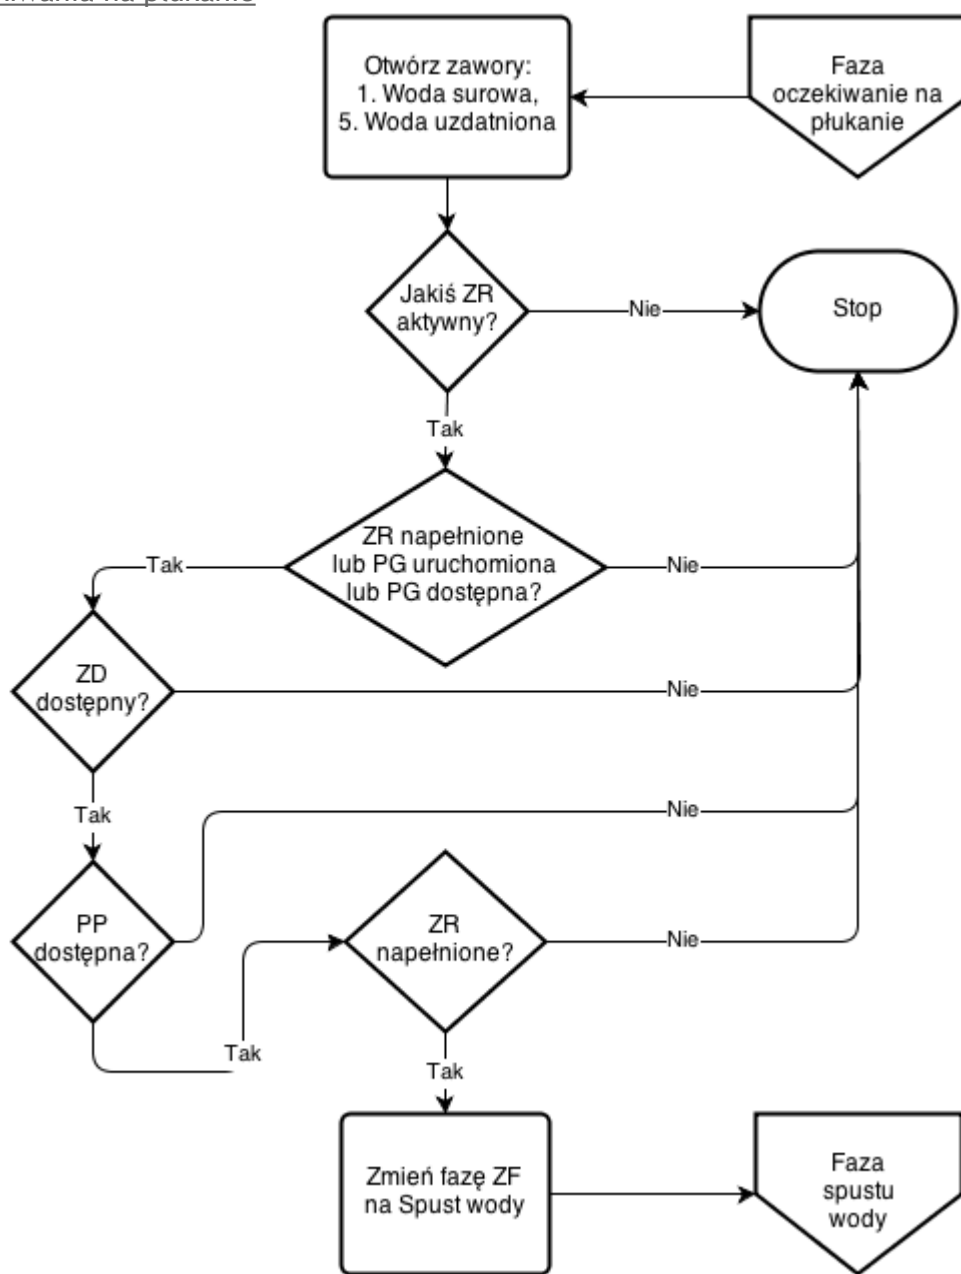 na płukanie
Otwórz zawory:
1. Woda surowa,
5. Woda uzdatniona
Faza
oczekiwanie na
płukanie
Jakiś ZR
aktywny?
Nie
Stop
Tak
ZR napełnione
lub PG uruchomiona
lub PG dostępna?
Tak
Nie
ZD
dostępny?
Nie
Tak
Nie
PP
dostępna?
ZR
napełnione?
Nie
Tak
Tak
Zmień fazę ZF
na Spust wody
Faza
spustu
wody